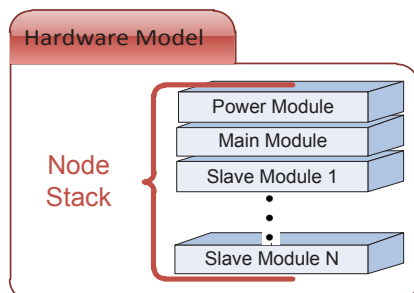 Hardware Model
Power Module
Main Module
Slave Module 1
Slave Module N
Node
Stack